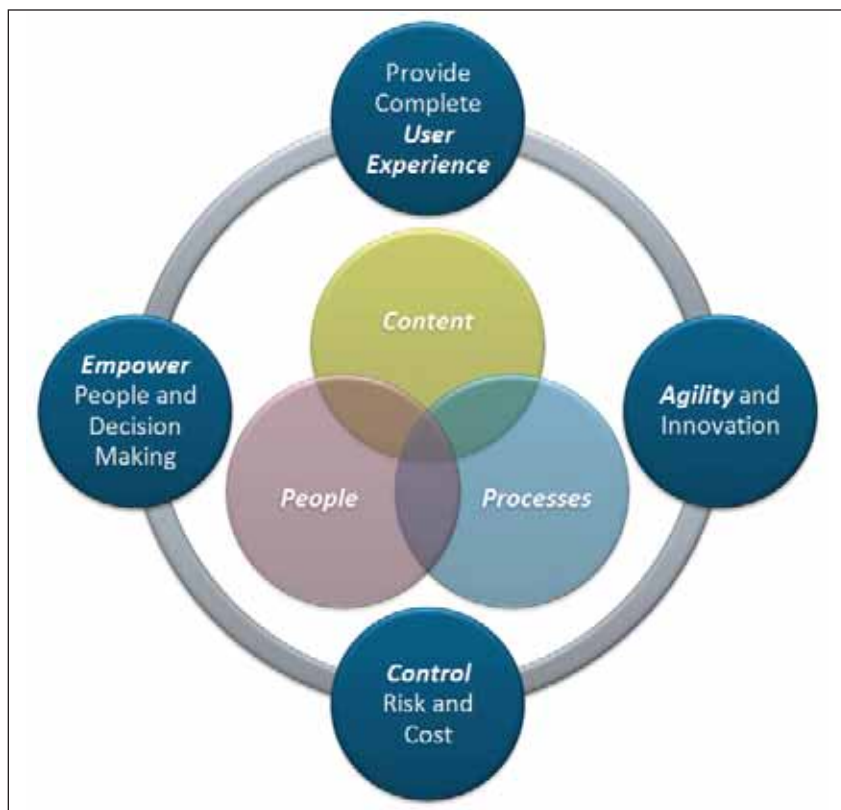 Provide
Complete
User
Experience
Content
Empower
People and
Decision
Making
Agility and
Innovation
People
Processes
Control
Risk and
Cost